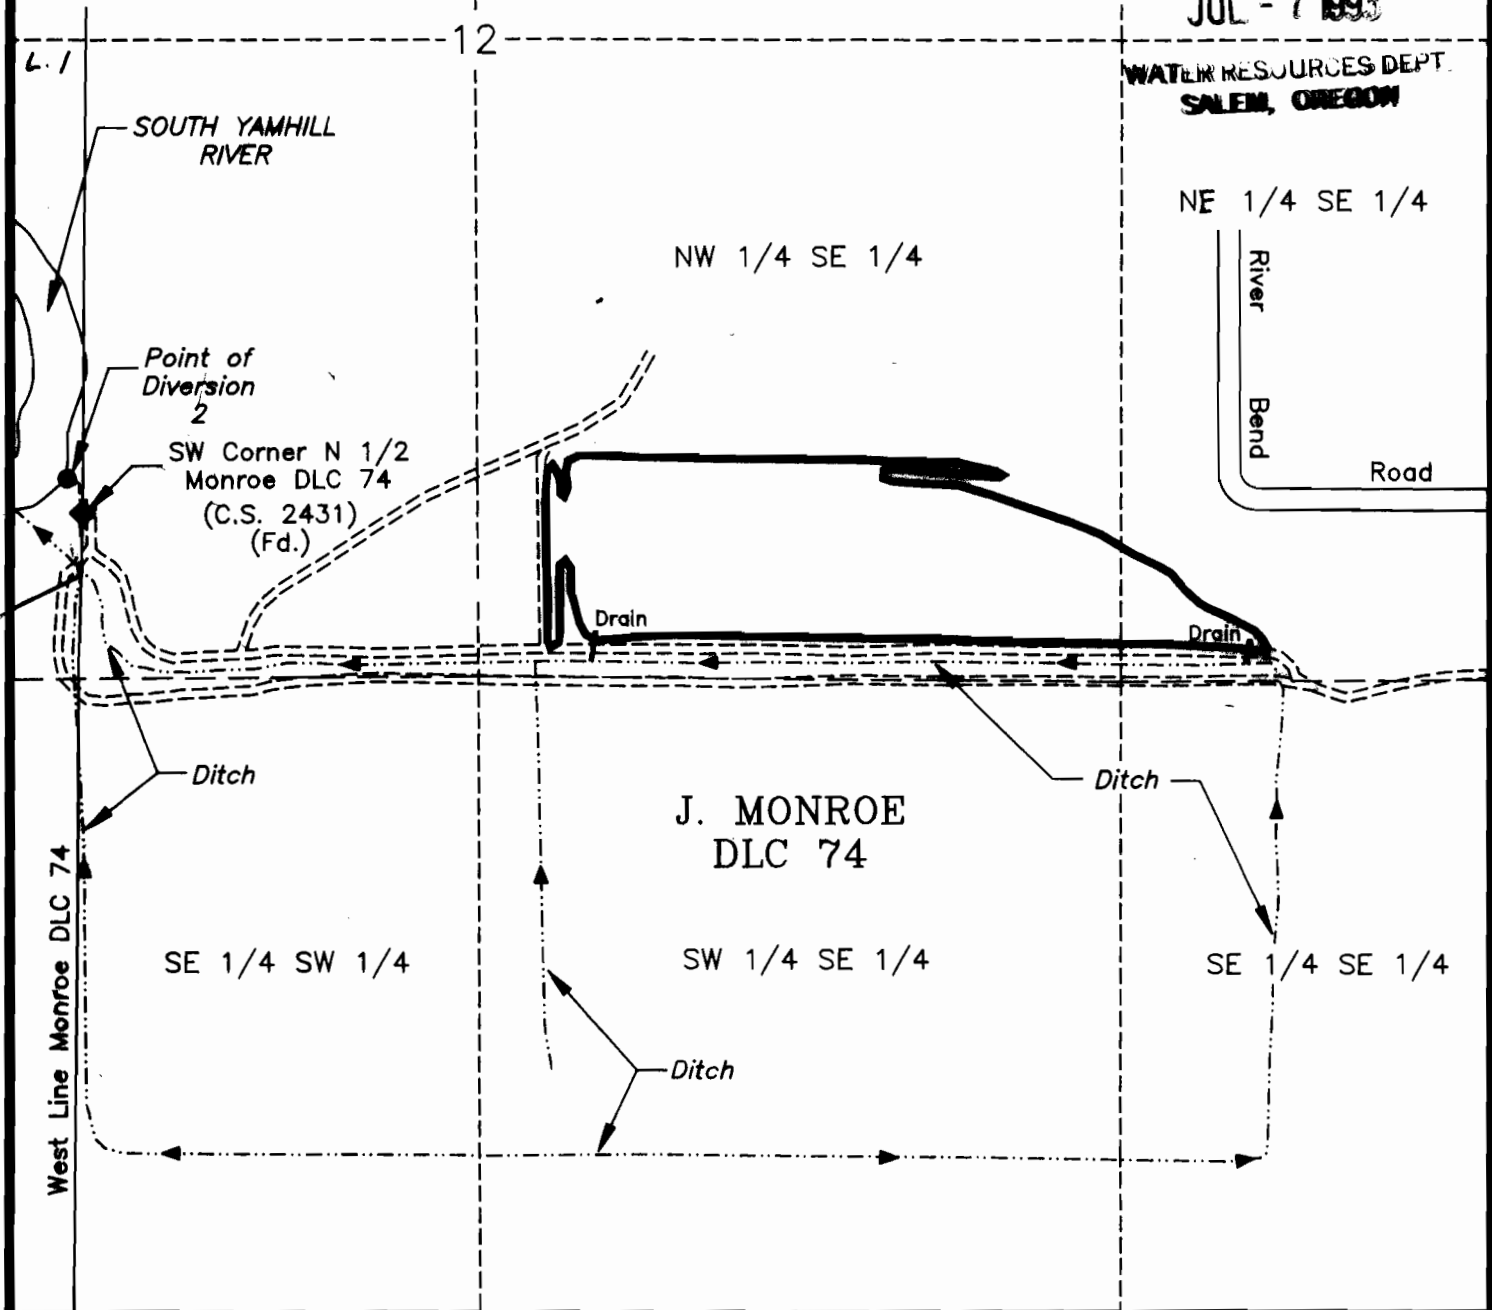 JUL - 7 1993
12
L. 1
WATER RESOURCES DEPT
SALEM, OREGON
SOUTH YAMHILL
RIVER
NE 1/4 SE 1/4
NW 1/4 SE 1/4
River Bend
Road
Point of
Diversion
2
SW Corner N 1/2
Monroe DLC 74
(C.S. 2431)
(Fd.)
Drain
Drain
Ditch
Ditch
J. MONROE
DLC 74
West Line Monroe DLC 74
SE 1/4 SW 1/4
SW 1/4 SE 1/4
SE 1/4 SE 1/4
Ditch